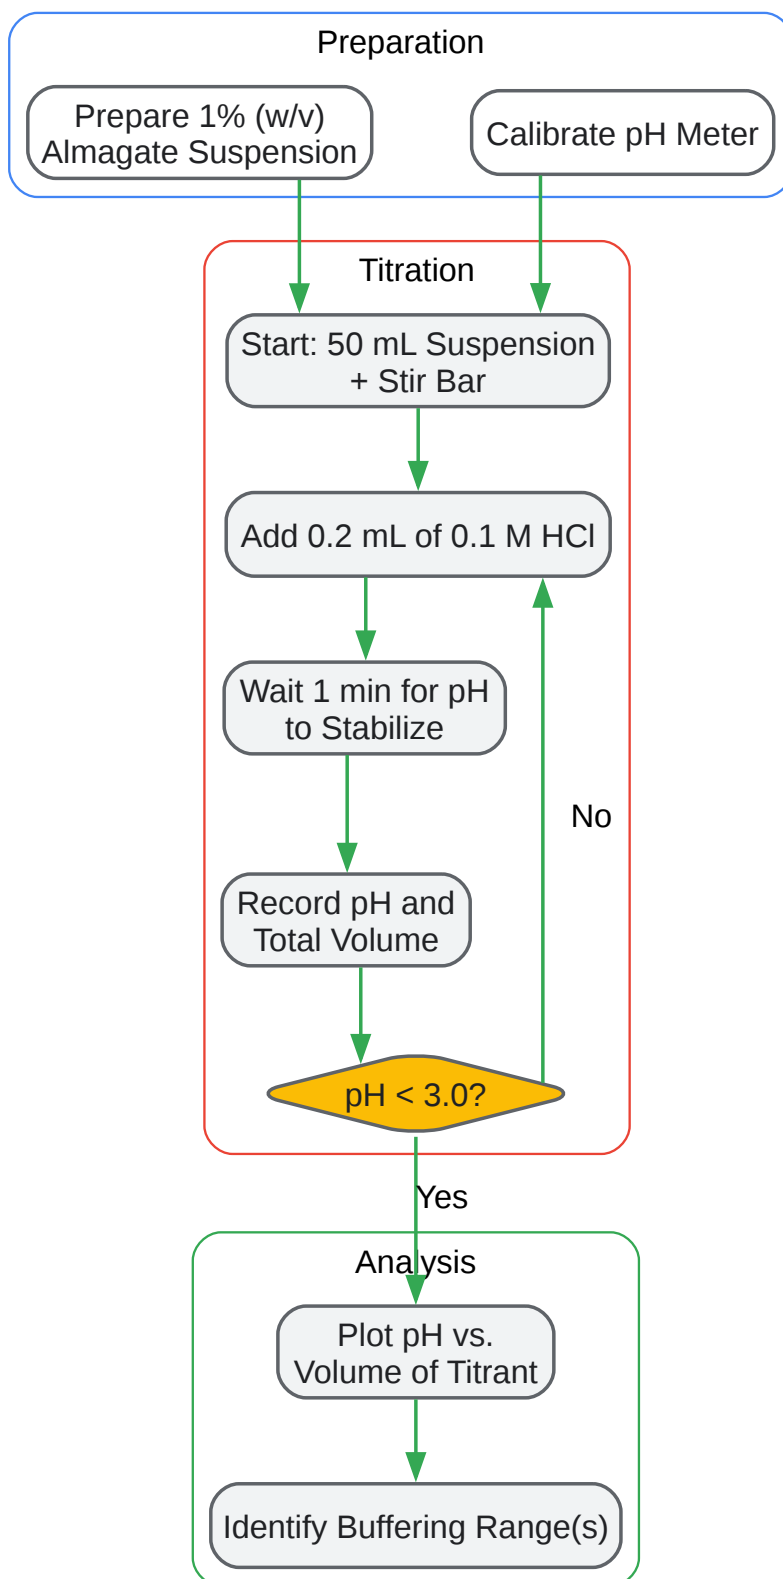 Preparation
Prepare 1% (w/v)
Almagate Suspension
Calibrate pH Meter
Titration
Start: 50 mL Suspension
+ Stir Bar
Add 0.2 mL of 0.1 M HCl
Wait 1 min for pH
to Stabilize
No
Record pH and
Total Volume
pH < 3.0?
Yes
Analysis
Plot pH vs.
Volume of Titrant
Identify Buffering Range(s)